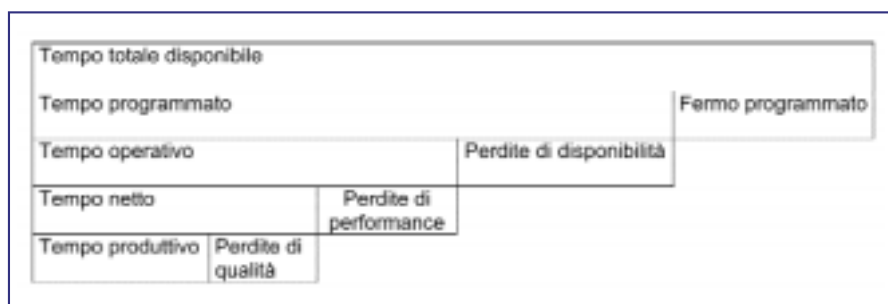 Tempo totale disponibile
Tempo programmato
Fermo programmato
Tempo operativo
Perdite di disponibilità
Tempo netto
Perdite di
performance
Tempo produttivo
Perdite di
qualità